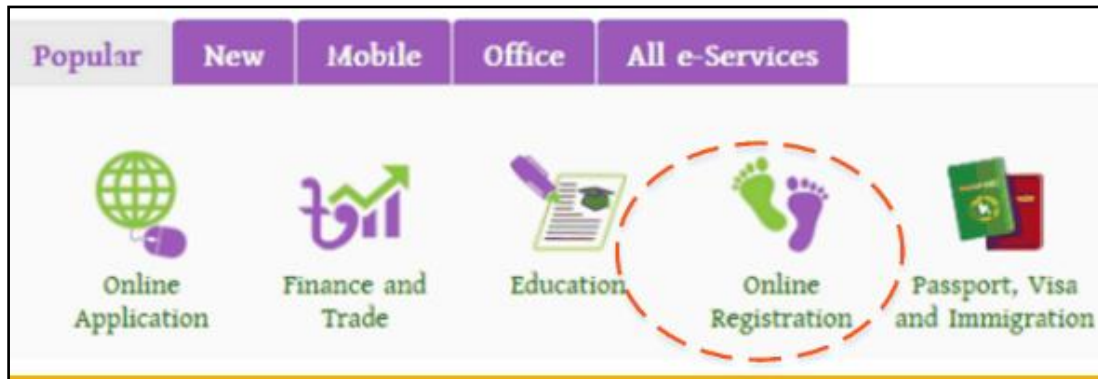 Popular New Mobile Office All e-Services
Online Application
Finance and Trade
Education
Online Registration
Passport, Visa and Immigration